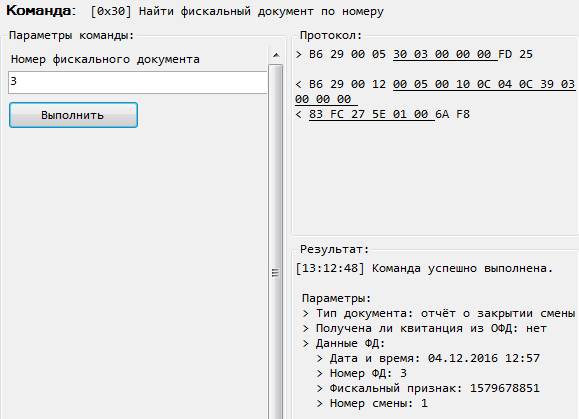 Команда: [0x30] Найти фискальный документ по номеру
Параметры команды:
Номер фискального документа
3
Выполнить
Протокол:
> B6 29 00 05 30 03 00 00 00 FD 25
< B6 29 00 12 00 05 00 10 0C 04 0C 39 03
00 00 00
< 83 FC 27 5E 01 00 6A F8
Результат:
[13:12:48] Команда успешно выполнена.
Параметры:
> Тип документа: отчёт о закрытии смены
> Получена ли квитанция из ОФД: нет
> Данные ФД:
> Дата и время: 04.12.2016 12:57
> Номер ФД: 3
> Фискальный признак: 1579678851
> Номер смены: 1